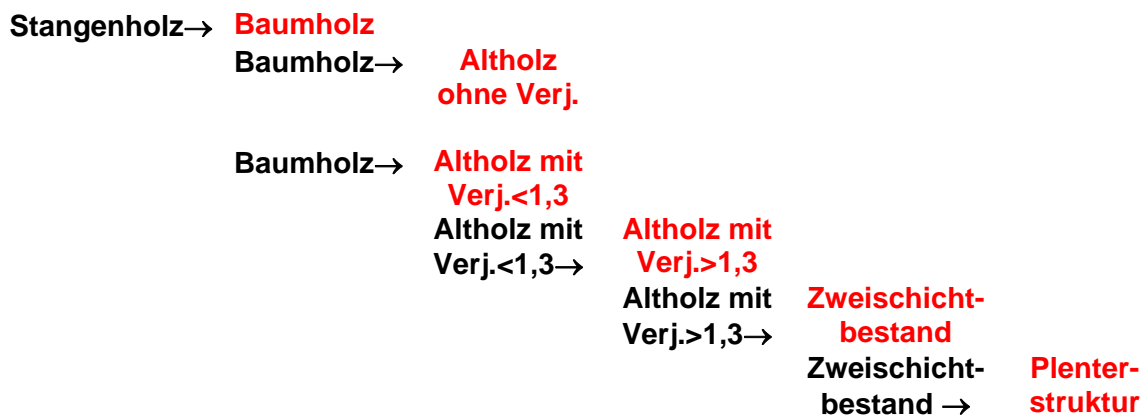 Stangenholz→ Baumholz
Baumholz→ Altholz
ohne Verj.
Baumholz→ Altholz mit
Verj.<1,3
Altholz mit Altholz mit
Verj.<1,3→ Verj.>1,3
Altholz mit Zweischicht-
Verj.>1,3→ bestand
Zweischicht- Plenter-
bestand → struktur